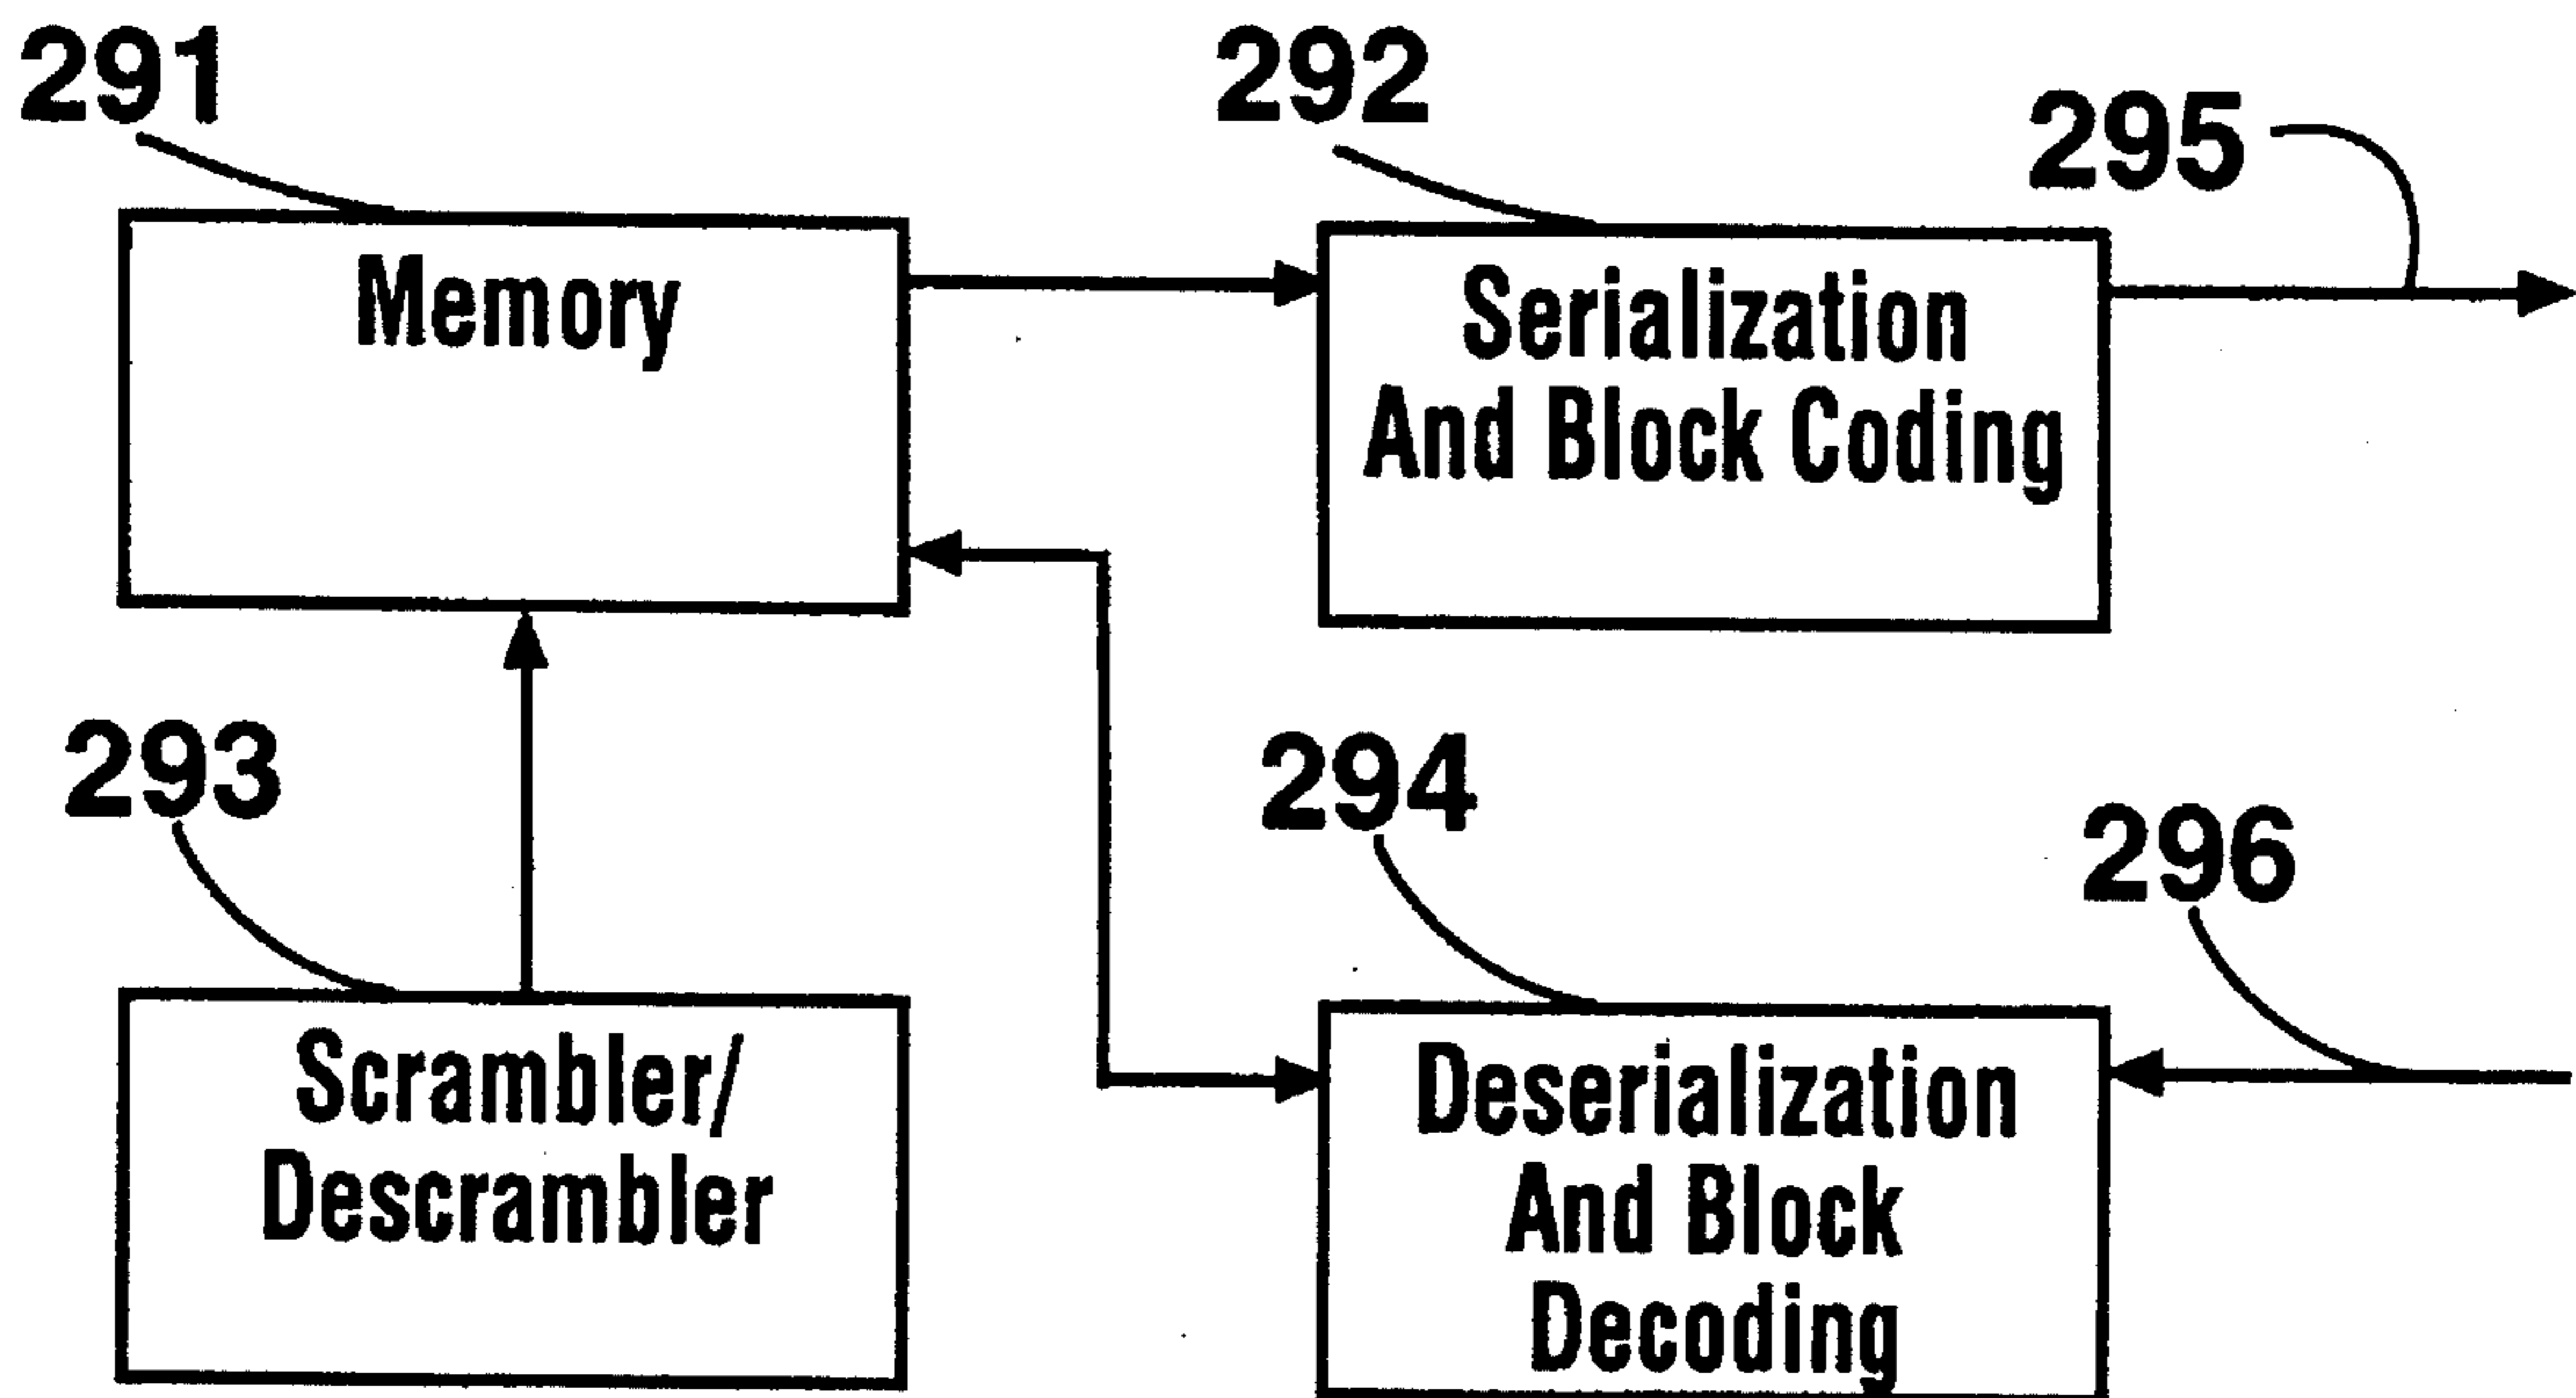 291
292
295
Memory
Serialization
And Block Coding
293
294
296
Scrambler/
Descrambler
Deserialization
And Block
Decoding